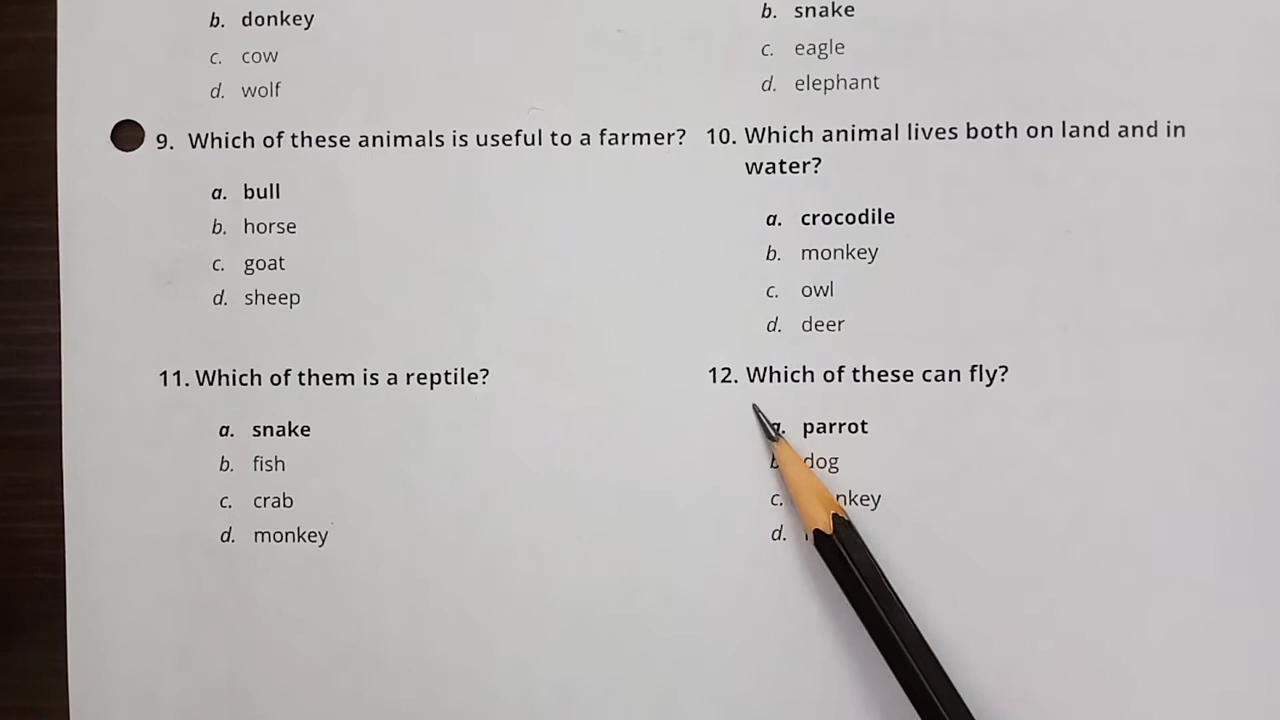 b. donkey
c. cow
d. wolf
b. snake
c. eagle
d. elephant
9. Which of these animals is useful to a farmer?
a. bull
b. horse
c. goat
d. sheep
10. Which animal lives both on land and in
water?
a. crocodile
b. monkey
c. owl
d. deer
11. Which of them is a reptile?
a. snake
b. fish
c. crab
d. monkey
12. Which of these can fly?
a. parrot
b. dog
c.
d.